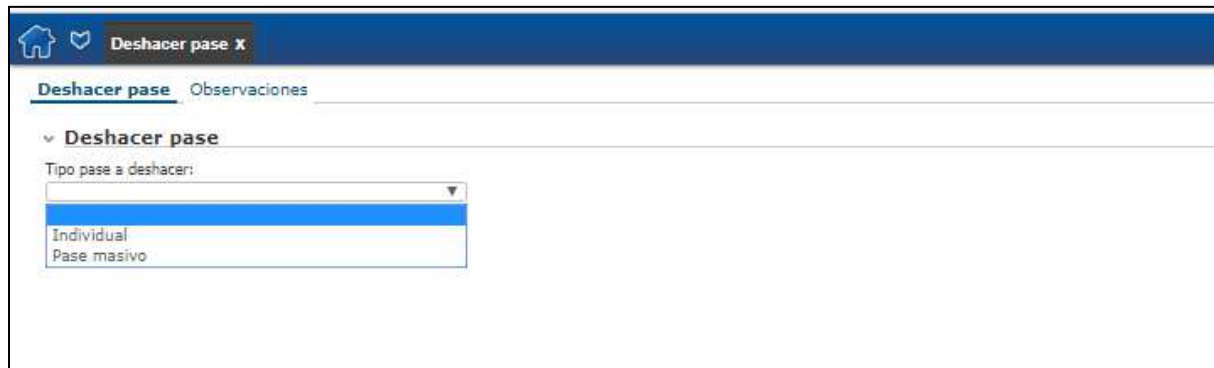 Deshacer pase x
Deshacer pase Observaciones
Deshacer pase
Tipo pase a deshacer:
Individual
Pase masivo